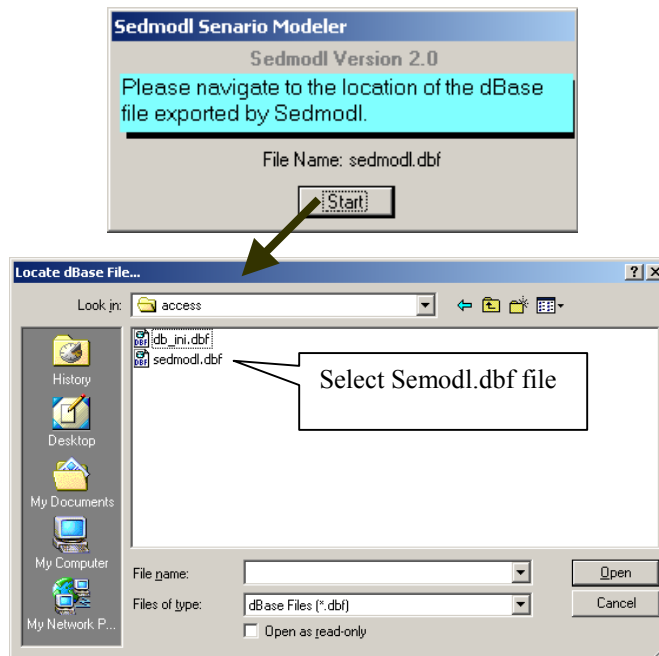 Sedmodl Senario Modeler
Sedmodl Version 2.0
Please navigate to the location of the dBase
file exported by Sedmodl.
File Name: sedmodl.dbf
Start
Locate dBase File...
Look in:
access
db_ini.dbf
sedmodl.dbf
Select Semodl.dbf file
History
Desktop
My Documents
My Computer
My Network P...
File name:
Open
Files of type:
dBase Files (*.dbf)
Cancel
Open as read-only